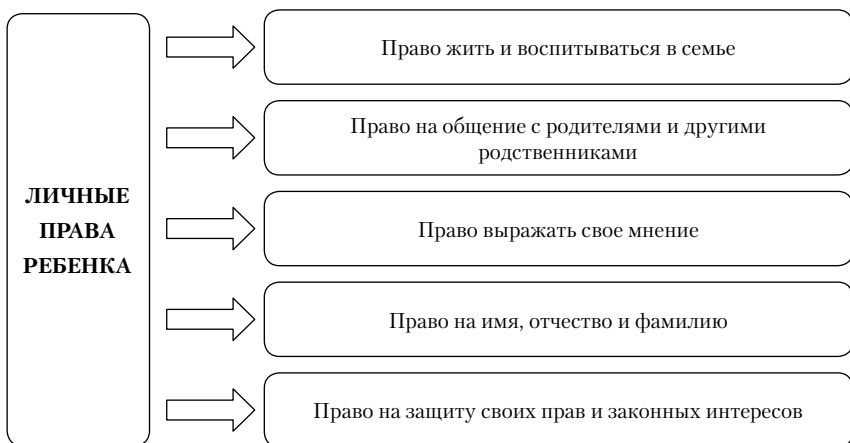 ЛИЧНЫЕ
ПРАВА
РЕБЕНКА
Право жить и воспитываться в семье
Право на общение с родителями и другими
родственниками
Право выражать свое мнение
Право на имя, отчество и фамилию
Право на защиту своих прав и законных интересов